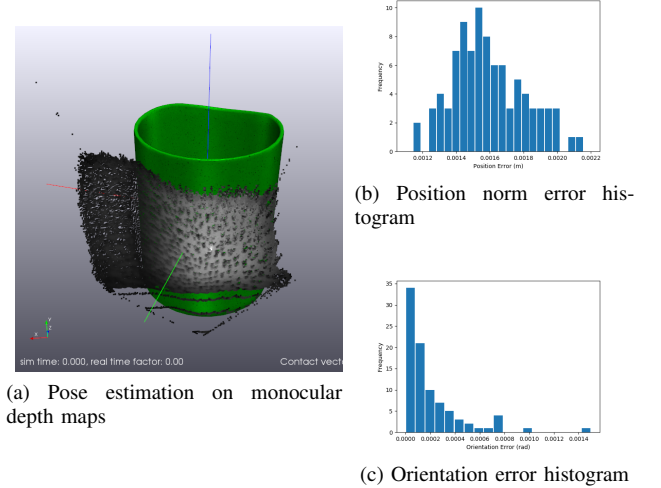 sim time: 0.000, real time factor: 0.00
Contact vect
X
Y
Z
(a) Pose estimation on monocular
depth maps
10
8
6
4
2
0
Frequency
0.0012 0.0014 0.0016 0.0018 0.0020 0.0022
Position Error (m)
(b) Position norm error his-
togram
35
30
25
20
15
10
5
0
Frequency
0.0000 0.0002 0.0004 0.0006 0.0008 0.0010 0.0012 0.0014
Orientation Error (rad)
(c) Orientation error histogram